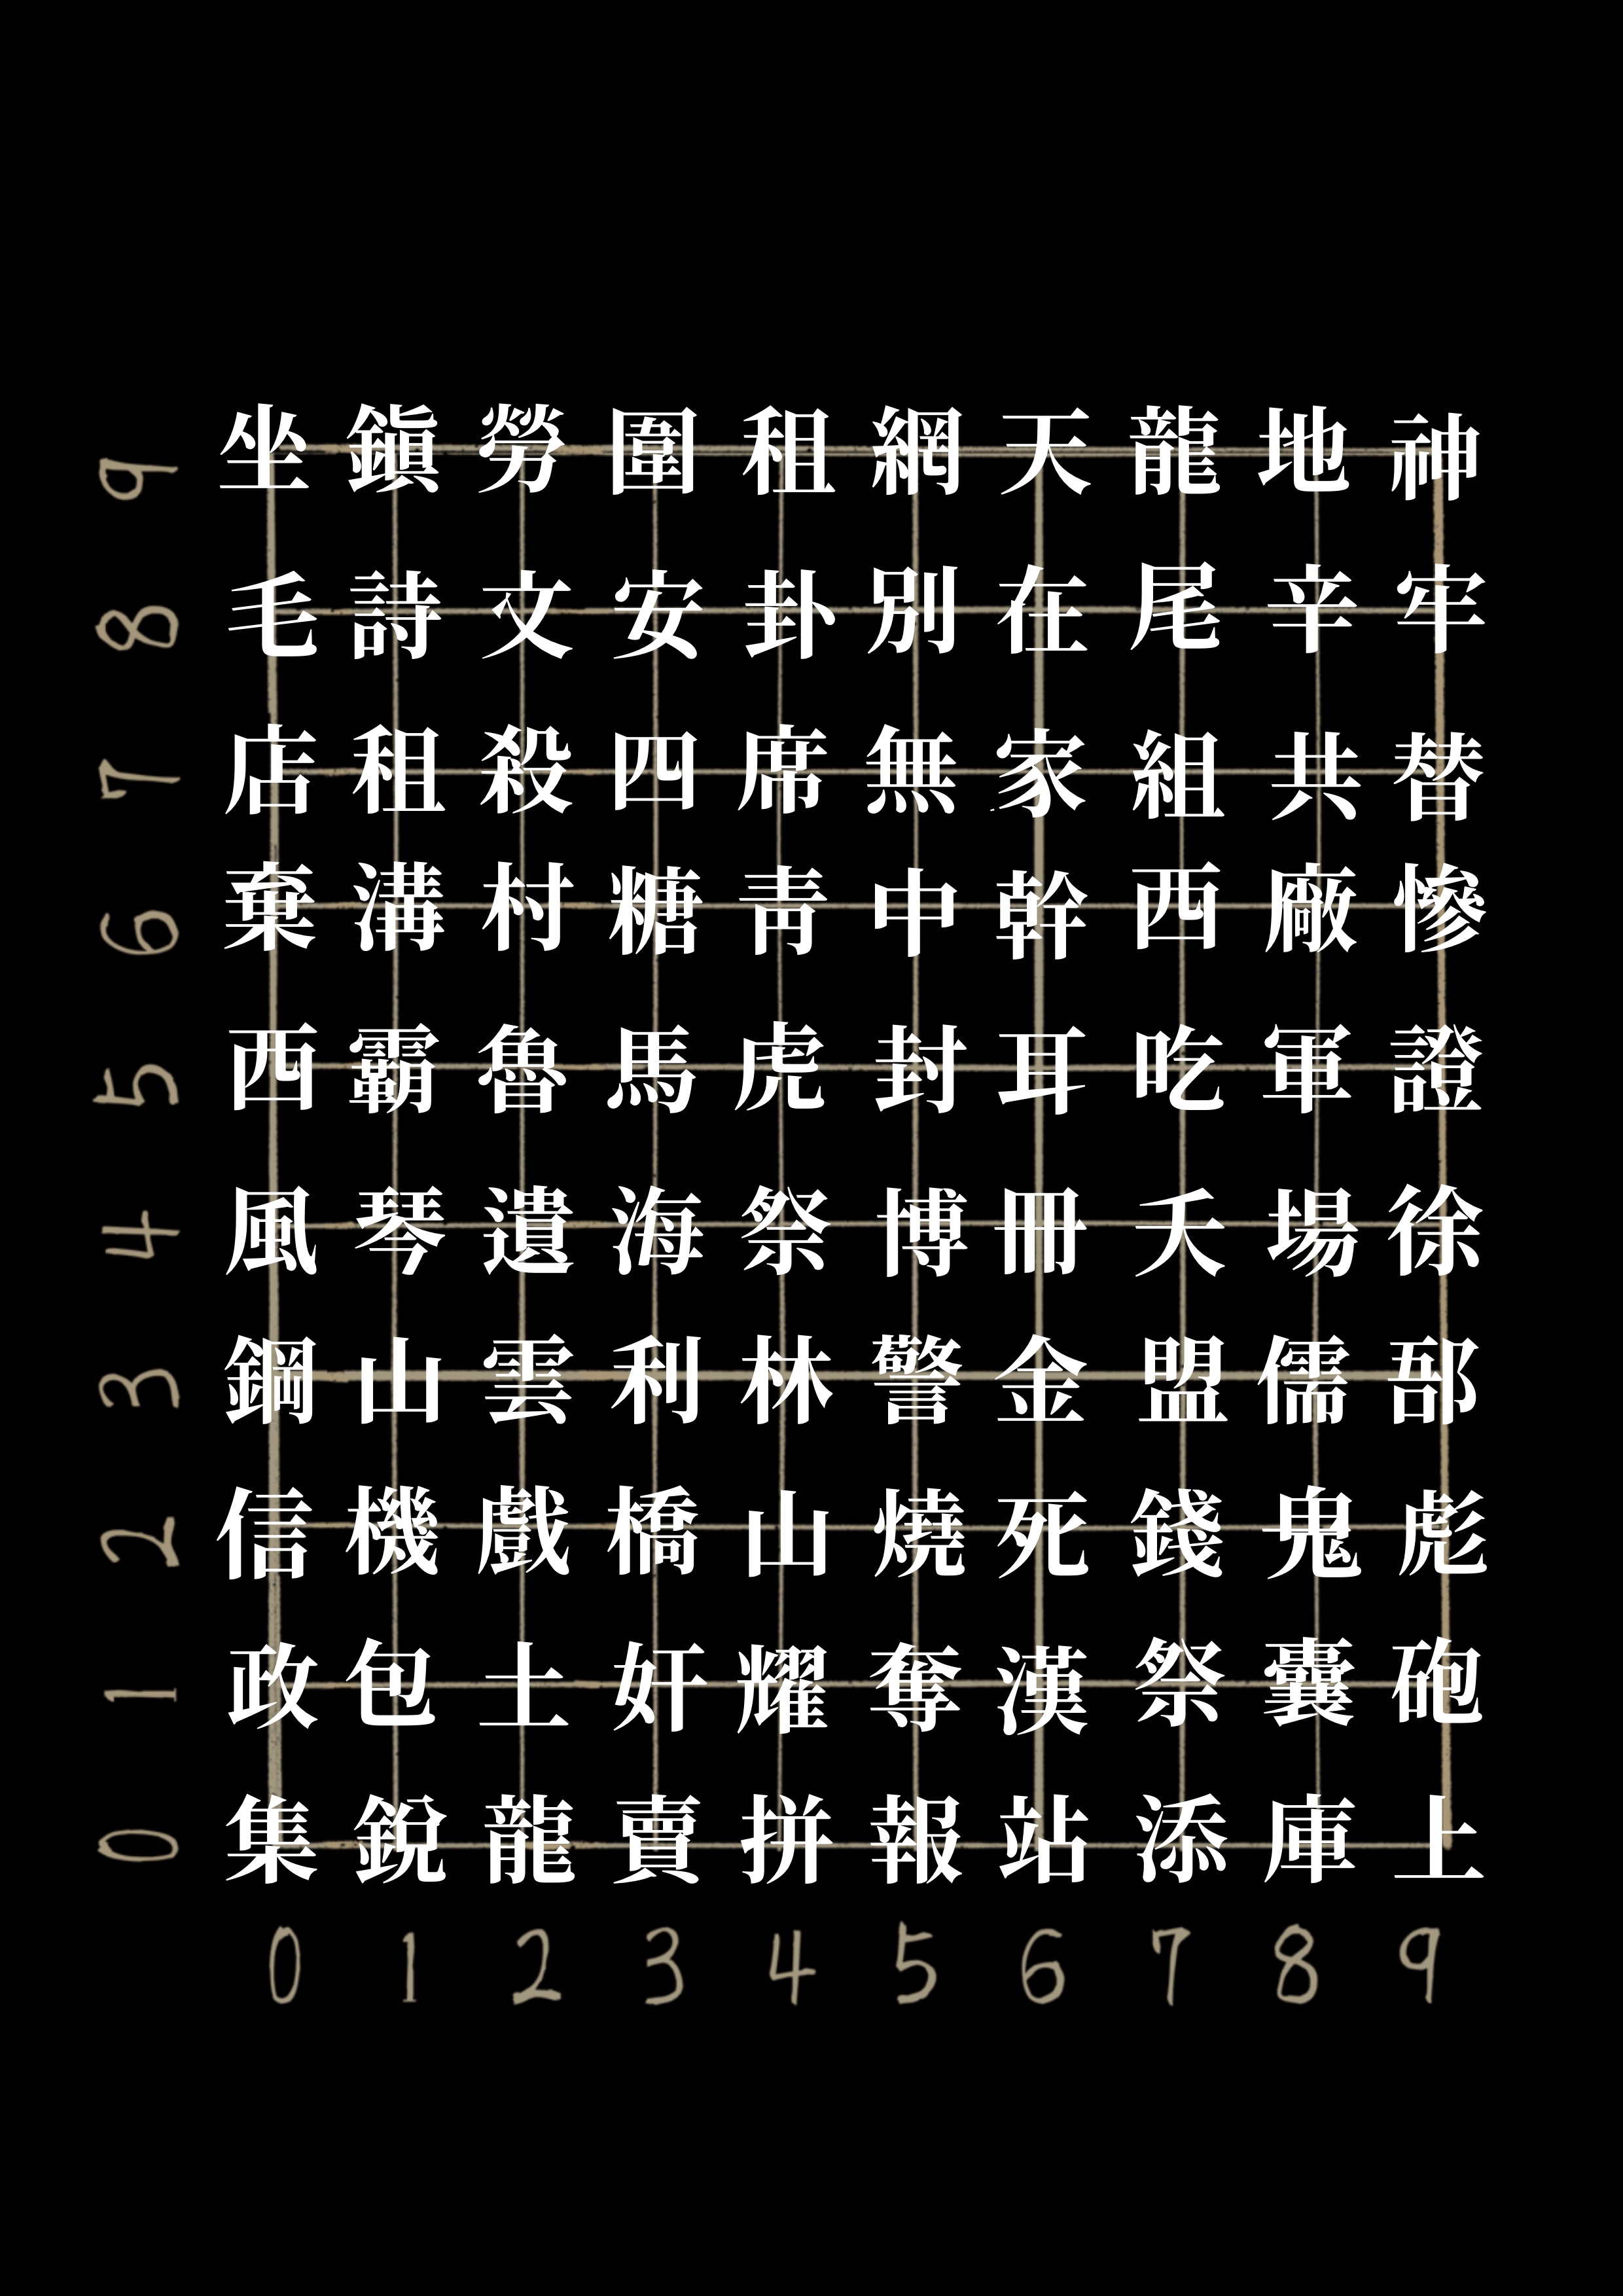 9 坐 鎭 勞 圍 租 網 天 龍 地 神
8 毛 詩 文 安 卦 別 在 尾 辛 牢
7 店 租 殺 四 席 無 家 組 共 替
6 棄 溝 村 糖 靑 中 幹 西 廠 慘
5 西 霸 魯 馬 虎 封 耳 吃 軍 證
4 風 琴 遺 海 祭 博 冊 夭 場 徐
3 鋼 山 雲 利 林 警 金 盟 儒 部
2 信 機 戲 橋 山 燒 死 錢 鬼 彪
1 政 包 土 奸 耀 奪 漢 祭 囊 砲
0 集 銳 龍 賣 拼 報 站 添 庫 上
0 1 2 3 4 5 6 7 8 9